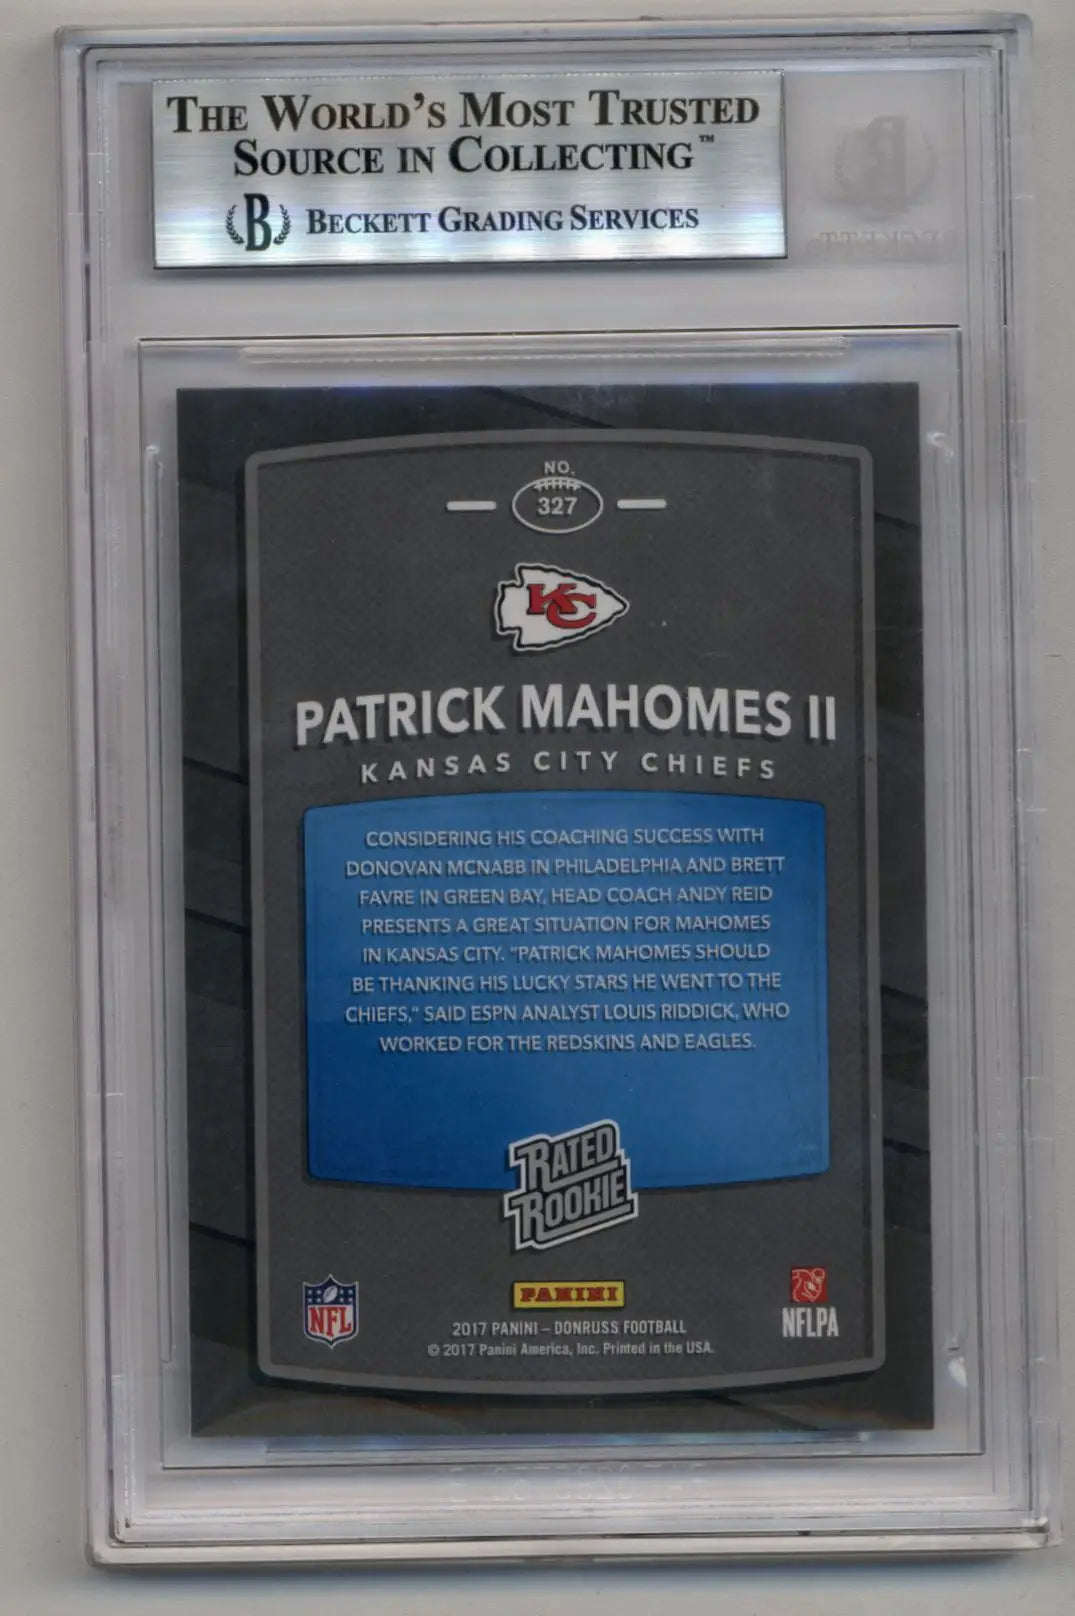 THE WORLD'S MOST TRUSTED
SOURCE IN COLLECTING™
B BECKETT GRADING SERVICES
NO.
327
KC
PATRICK MAHOMES II
KANSAS CITY CHIEFS
CONSIDERING HIS COACHING SUCCESS WITH
DONOVAN MCNABB IN PHILADELPHIA AND BRETT
FAVRE IN GREEN BAY, HEAD COACH ANDY REID
PRESENTS A GREAT SITUATION FOR MAHOMES
IN KANSAS CITY. "PATRICK MAHOMES SHOULD
BE THANKING HIS LUCKY STARS HE WENT TO THE
CHIEFS," SAID ESPN ANALYST LOUIS RIDDICK, WHO
WORKED FOR THE REDSKINS AND EAGLES.
RATED
ROOKIE
NFL
PANINI
NFLPA
2017 PANINI – DONRUSS FOOTBALL
© 2017 Panini America, Inc. Printed in the USA.